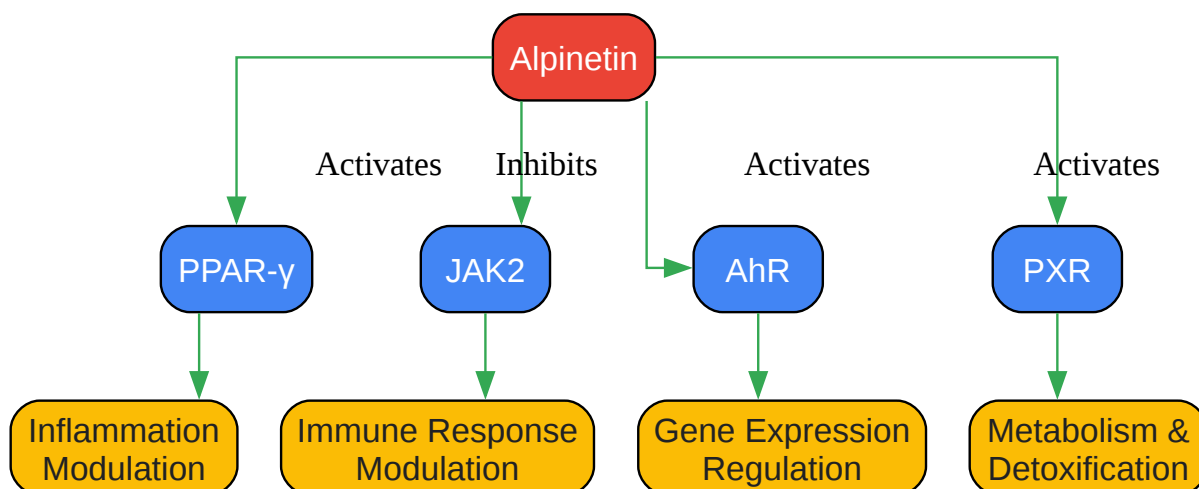 Alpinetin
Activates
Inhibits
Activates
Activates
PPAR-γ
JAK2
AhR
PXR
Inflammation
Modulation
Immune Response
Modulation
Gene Expression
Regulation
Metabolism &
Detoxification